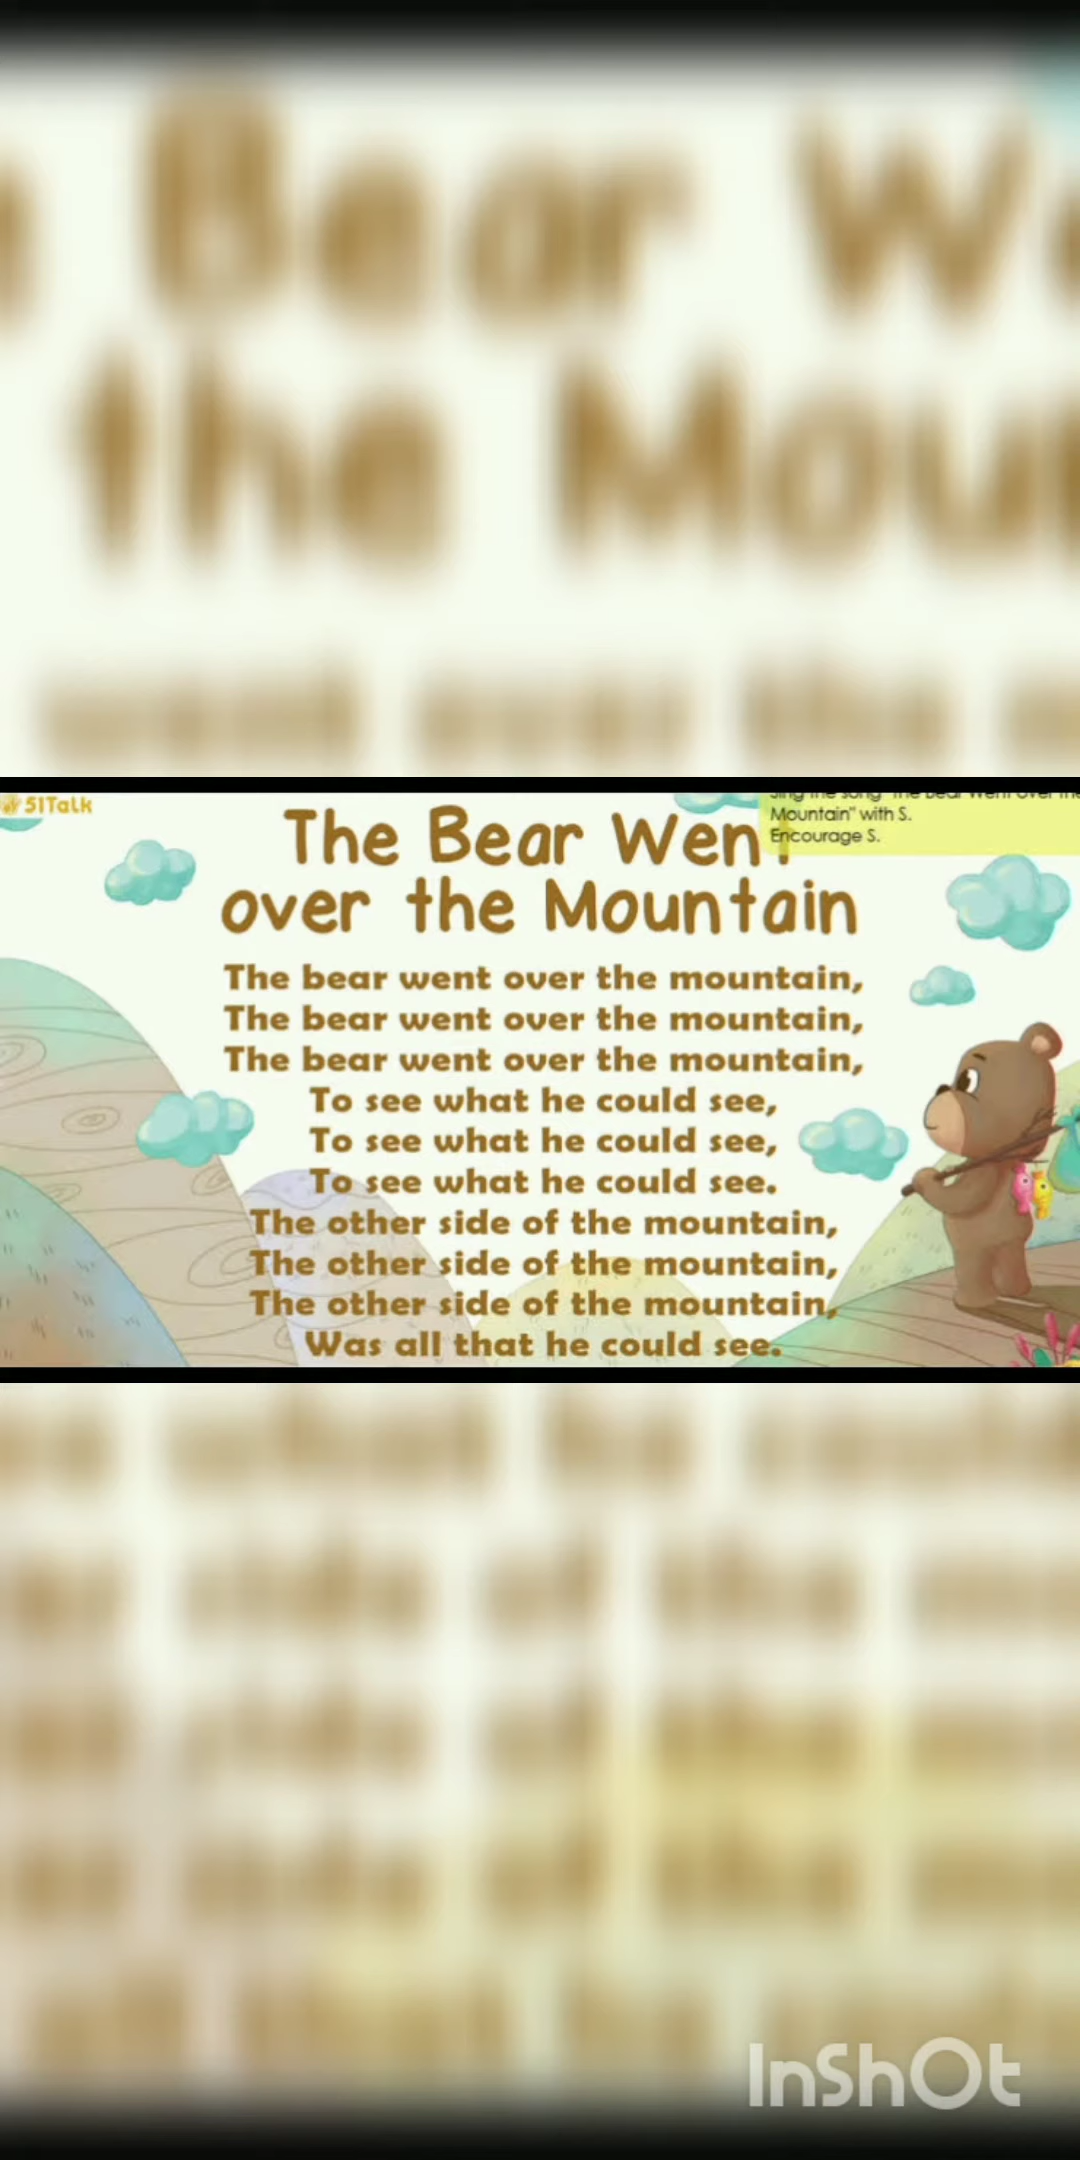 Bear
the
51Talk
Mountain" with S.
Encourage S.
The Bear Went
over the Mountain
The bear went over the mountain,
The bear went over the mountain,
The bear went over the mountain,
To see what he could see,
To see what he could see,
To see what he could see.
The other side of the mountain,
The other side of the mountain,
The other side of the mountain,
Was all that he could see.
InShOt